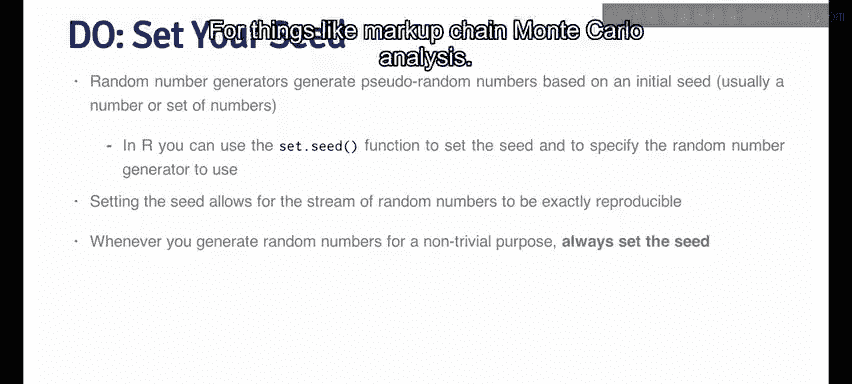 DO: Set Your Seed
For things like markup chain Monte Carlo
analysis.
· Random number generators generate pseudo-random numbers based on an initial seed (usually a
number or set of numbers)
- In R you can use the set.seed() function to set the seed and to specify the random number
generator to use
· Setting the seed allows for the stream of random numbers to be exactly reproducible
· Whenever you generate random numbers for a non-trivial purpose, always set the seed